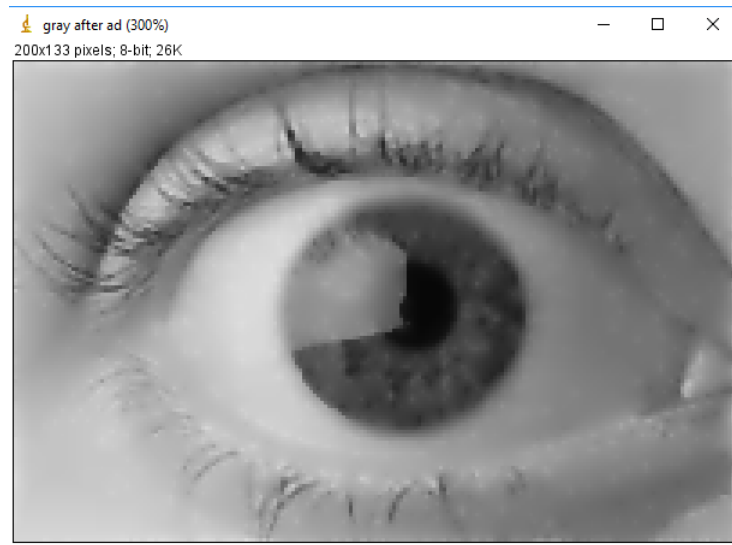 gray after ad (300%)
200x133 pixels; 8-bit; 26K